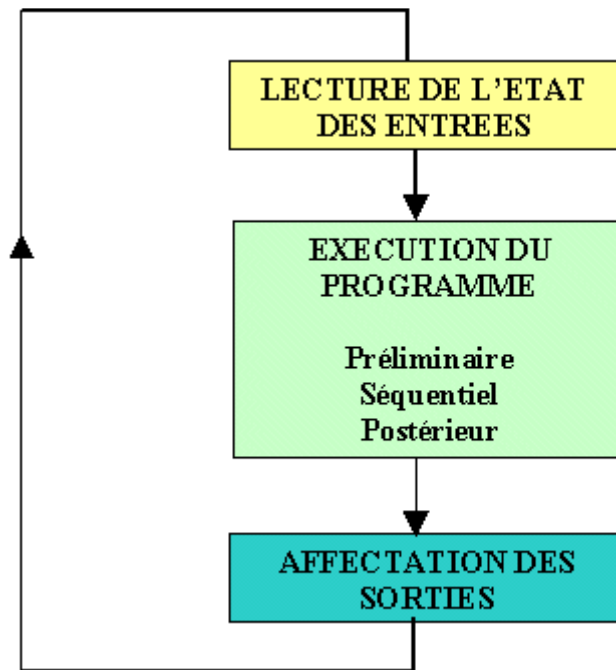 LECTURE DE L'ETAT
DES ENTREES
EXECUTION DU
PROGRAMME
Préliminaire
Séquentiel
Postérieur
AFFECTATION DES
SORTIES